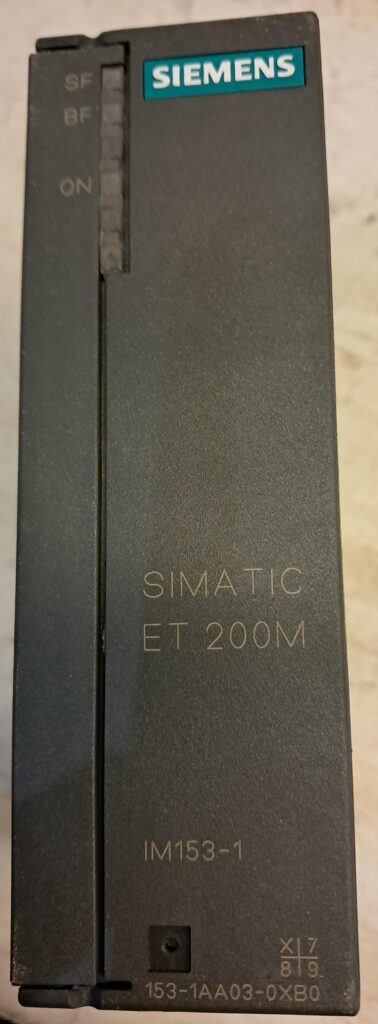 SIEMENS
SF
BF
ON
SIMATIC
ET 200M
IM153-1
X 7
8 9
153-1AA03-0XB0